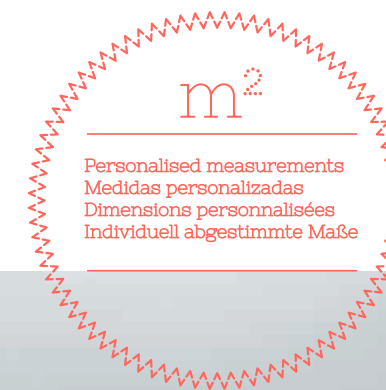 m²
Personalised measurements
Medidas personalizadas
Dimensions personnalisées
Individuell abgestimmte Maße